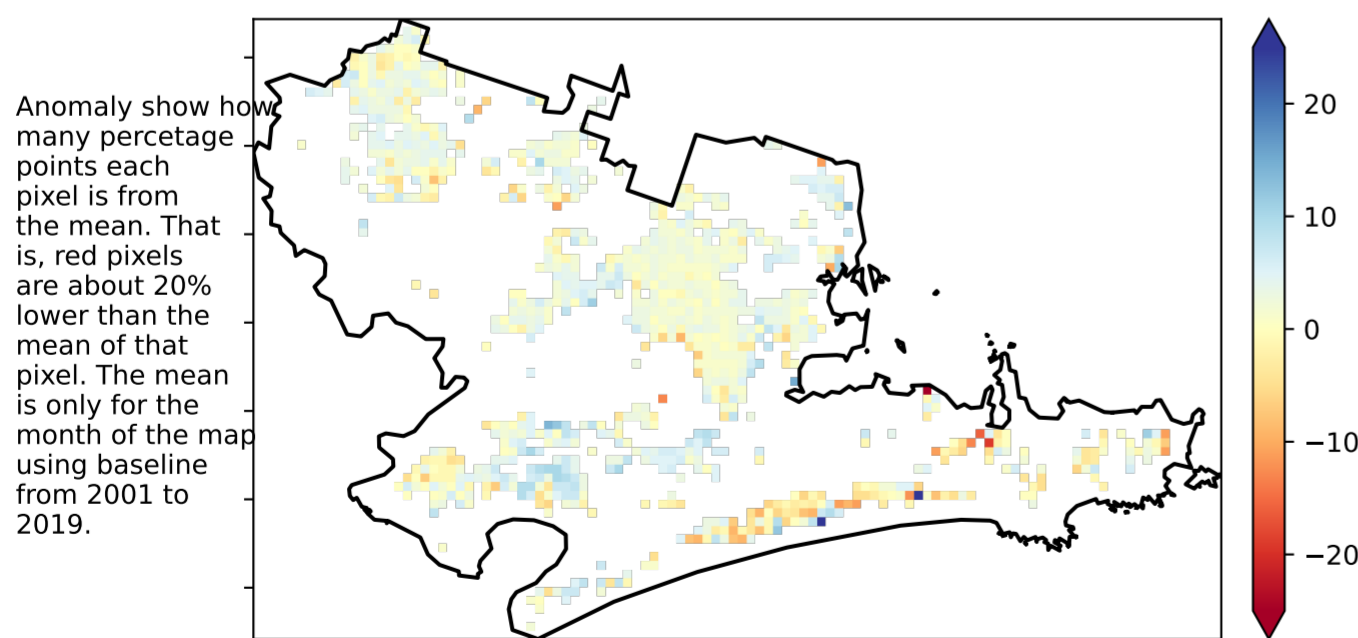 Anomaly show how
many percetage
points each
pixel is from
the mean. That
is, red pixels
are about 20%
lower than the
mean of that
pixel. The mean
is only for the
month of the map
using baseline
from 2001 to
2019.
20
10
0
−10
−20